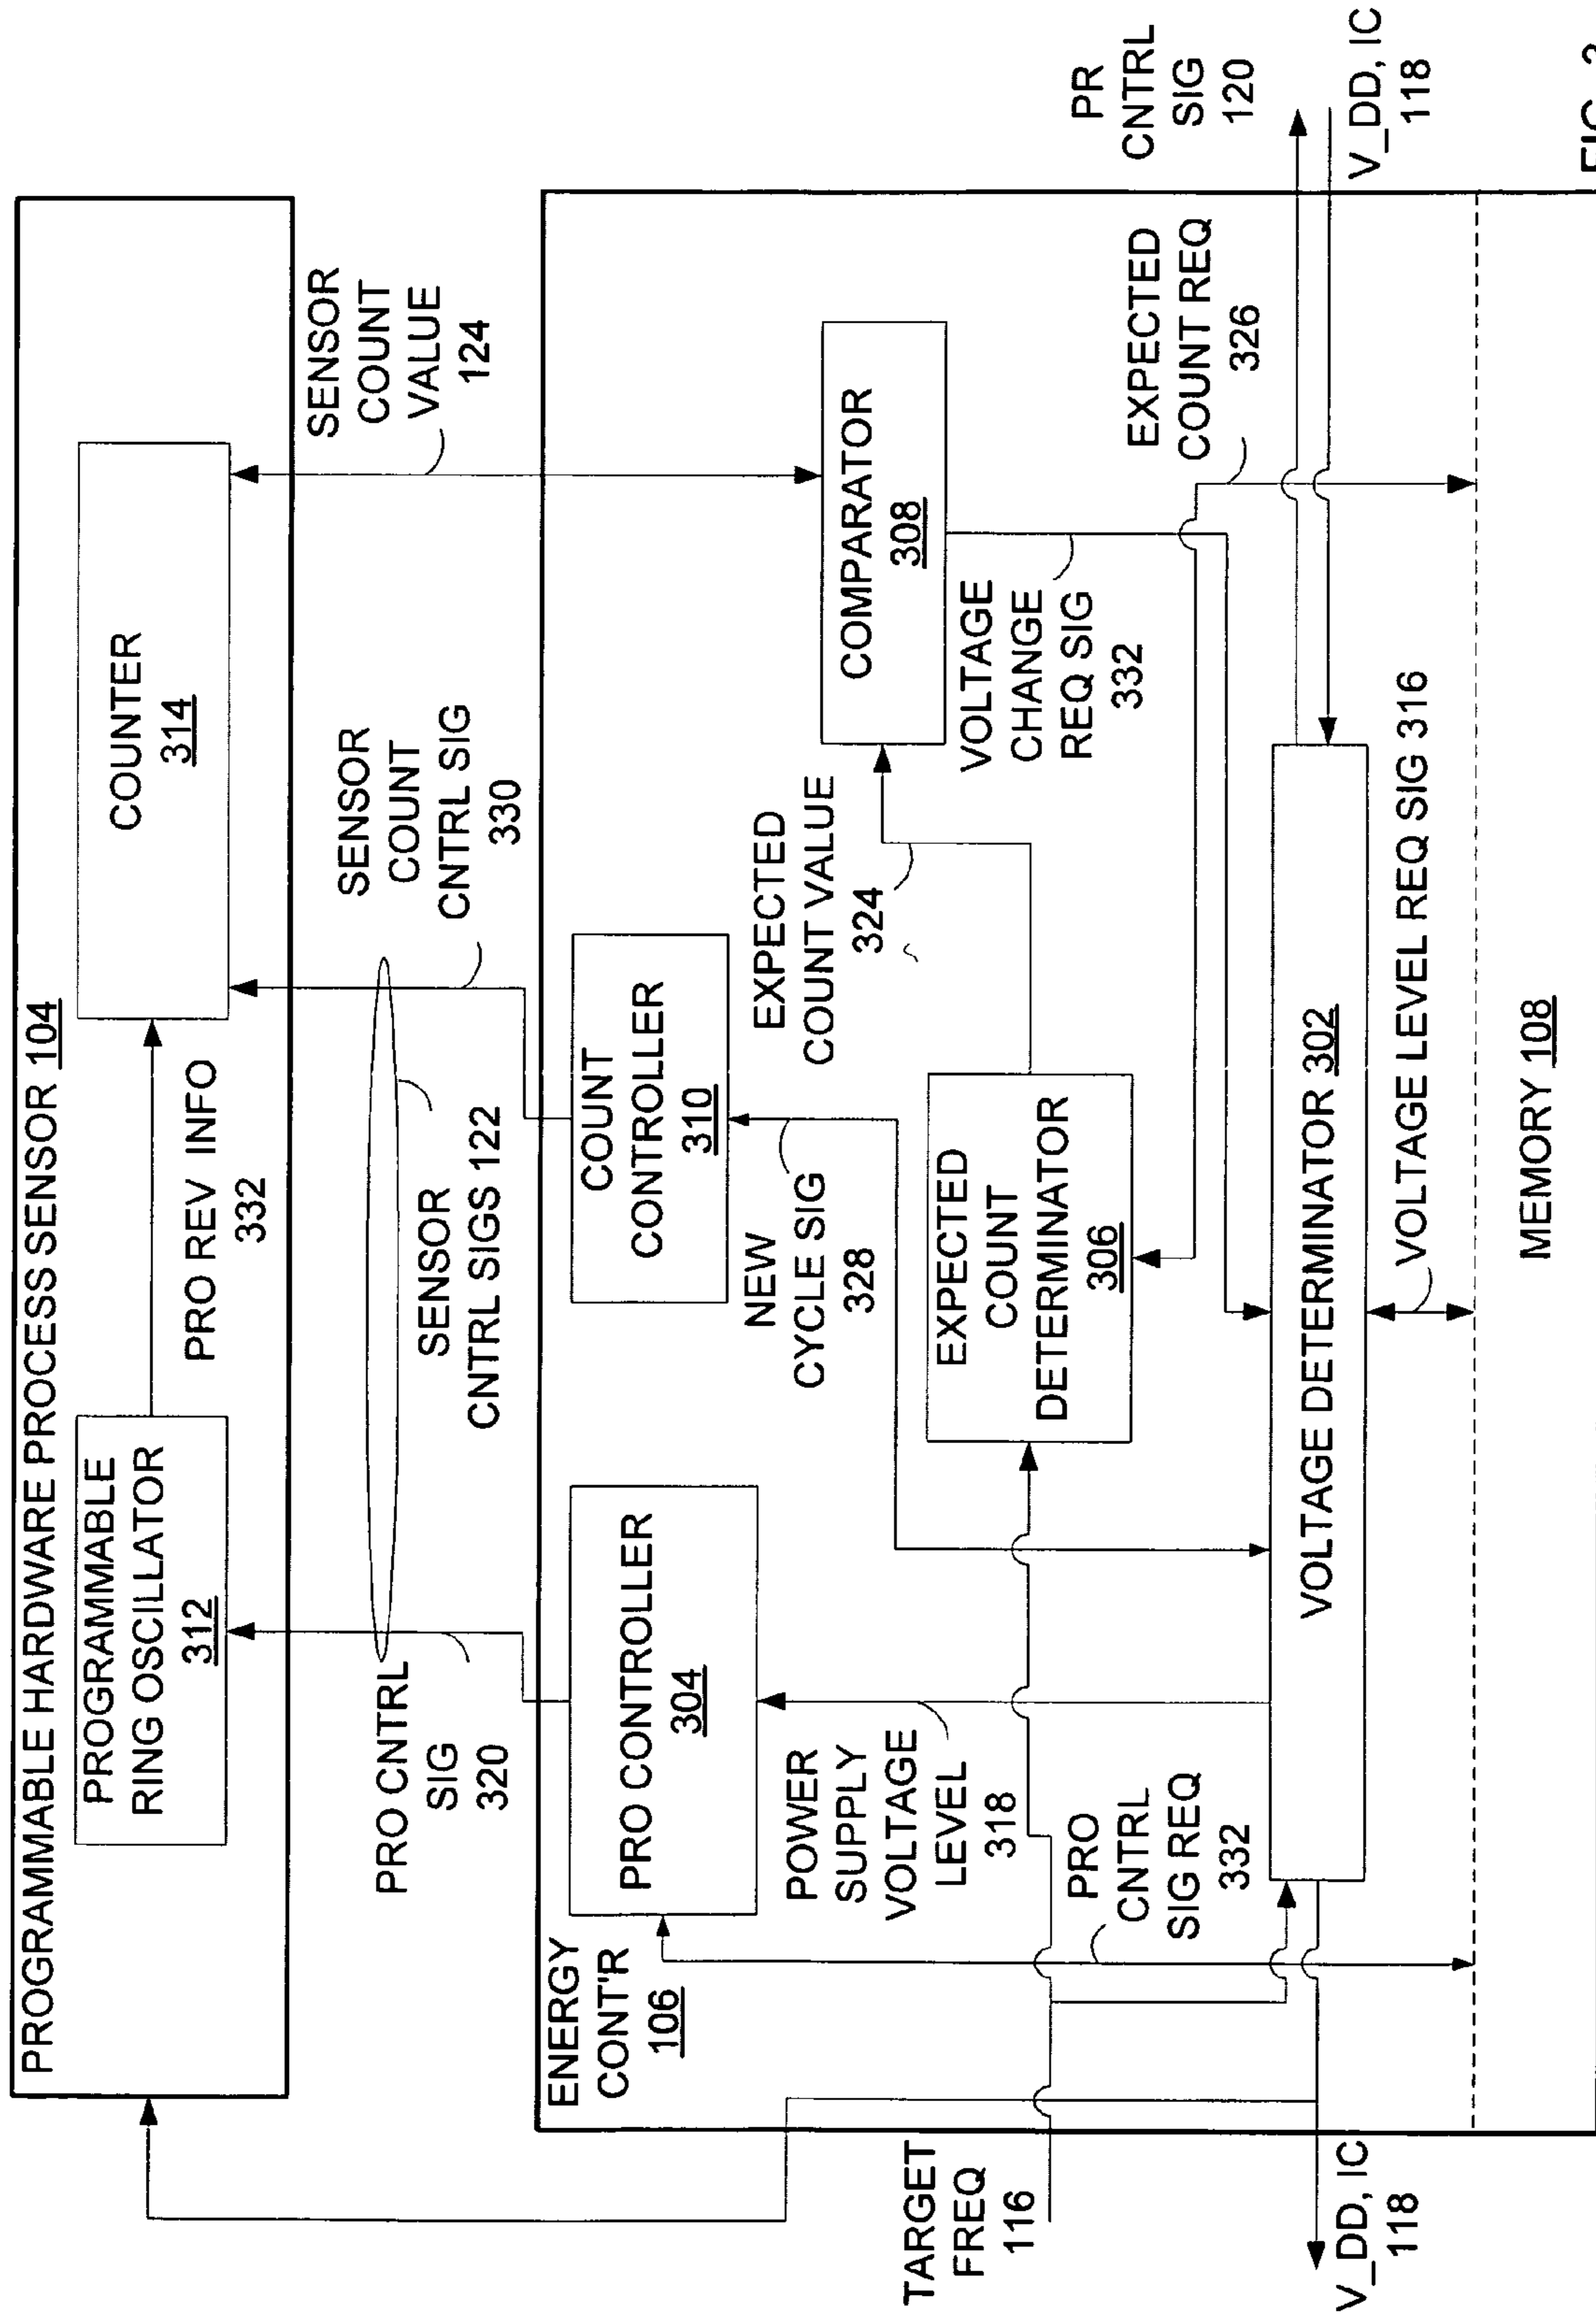 PROGRAMMABLE HARDWARE PROCESS SENSOR 104
PROGRAMMABLE
RING OSCILLATOR
312
PRO REV INFO
332
COUNTER
314
PRO CNTRL
SIG
320
SENSOR
CNTRL SIGS 122
SENSOR
COUNT
CNTRL SIG
330
SENSOR
COUNT
VALUE
124
ENERGY
CONT'R
106
PRO CONTROLLER
304
COUNT
CONTROLLER
310
COMPARATOR
308
POWER
SUPPLY
VOLTAGE
LEVEL
318
NEW
CYCLE SIG
328
EXPECTED
COUNT VALUE
324
VOLTAGE
CHANGE
REQ SIG
332
EXPECTED
COUNT
DETERMINATOR
306
TARGET
FREQ
116
PRO
CNTRL
SIG REQ
332
EXPECTED
COUNT REQ
326
PR
CNTRL
SIG
120
VOLTAGE DETERMINATOR 302
V_DD, IC
118
V_DD, IC
118
VOLTAGE LEVEL REQ SIG 316
MEMORY 108